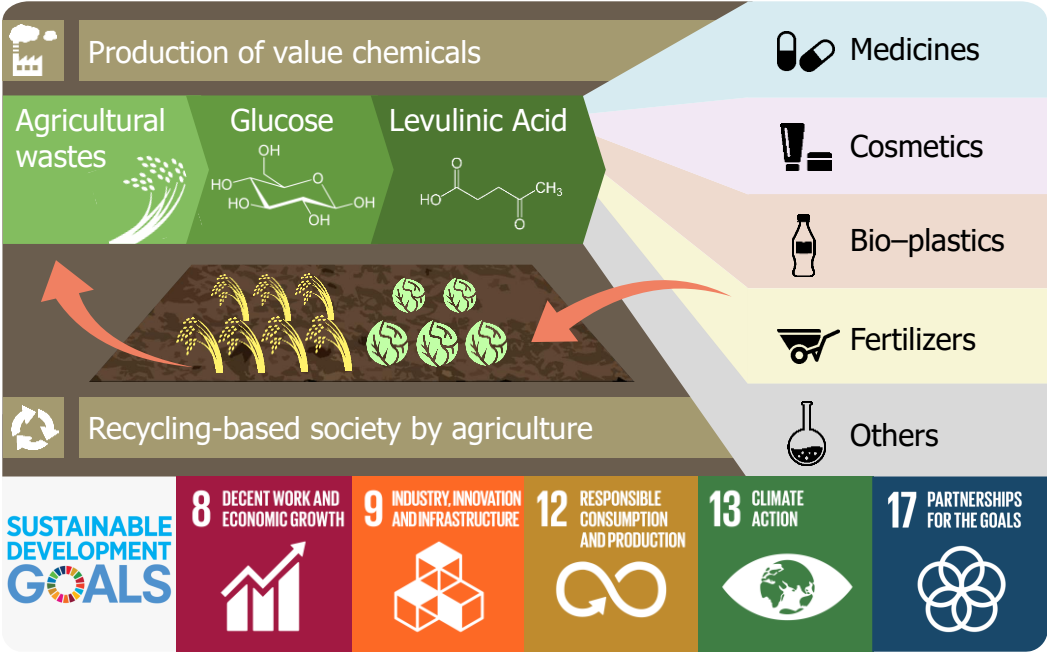 Production of value chemicals
Agricultural
wastes
Glucose
OH
HO
O
HO
OH
OH
Levulinic Acid
O
HO
CH₃
O
Medicines
Cosmetics
Bio–plastics
Fertilizers
Others
Recycling-based society by agriculture
SUSTAINABLE
DEVELOPMENT
GOALS
8 DECENT WORK AND
ECONOMIC GROWTH
9 INDUSTRY, INNOVATION
AND INFRASTRUCTURE
12 RESPONSIBLE
CONSUMPTION
AND PRODUCTION
13 CLIMATE
ACTION
17 PARTNERSHIPS
FOR THE GOALS